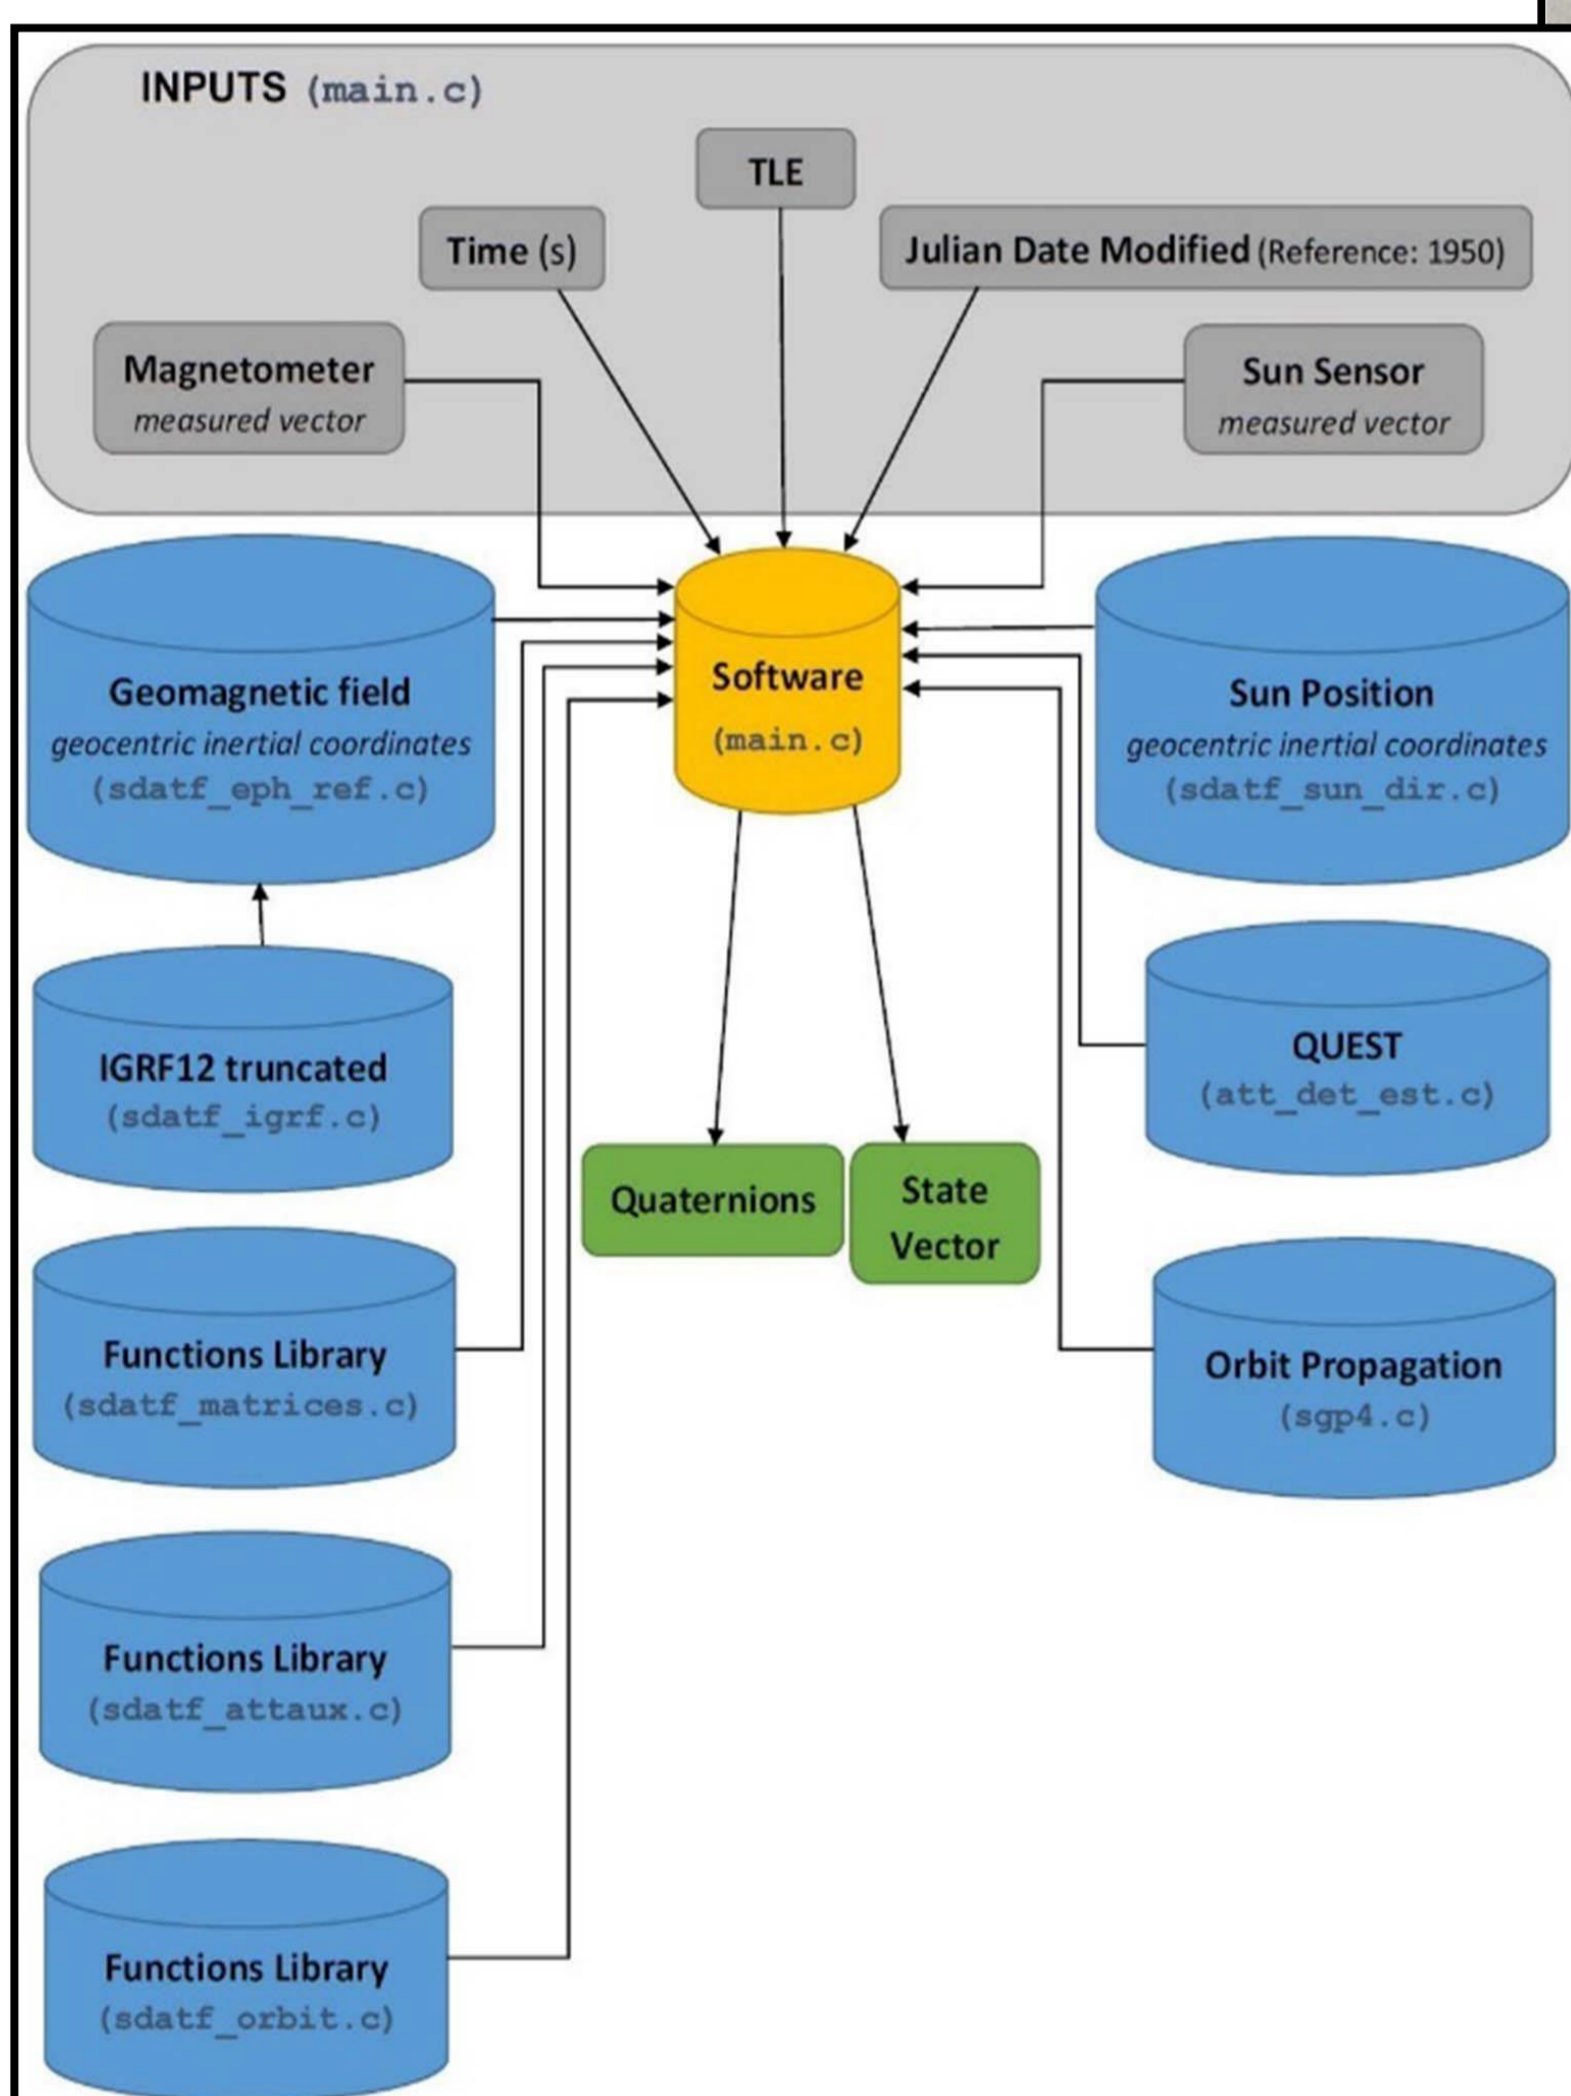 INPUTS (main.c)
TLE
Time (s)
Julian Date Modified (Reference: 1950)
Magnetometer
measured vector
Sun Sensor
measured vector
Geomagnetic field
geocentric inertial coordinates
(sdatf_eph_ref.c)
Software
(main.c)
Sun Position
geocentric inertial coordinates
(sdatf_sun_dir.c)
IGRF12 truncated
(sdatf_igrf.c)
QUEST
(att_det_est.c)
Quaternions
State
Vector
Functions Library
(sdatf_matrices.c)
Orbit Propagation
(sgp4.c)
Functions Library
(sdatf_attaux.c)
Functions Library
(sdatf_orbit.c)